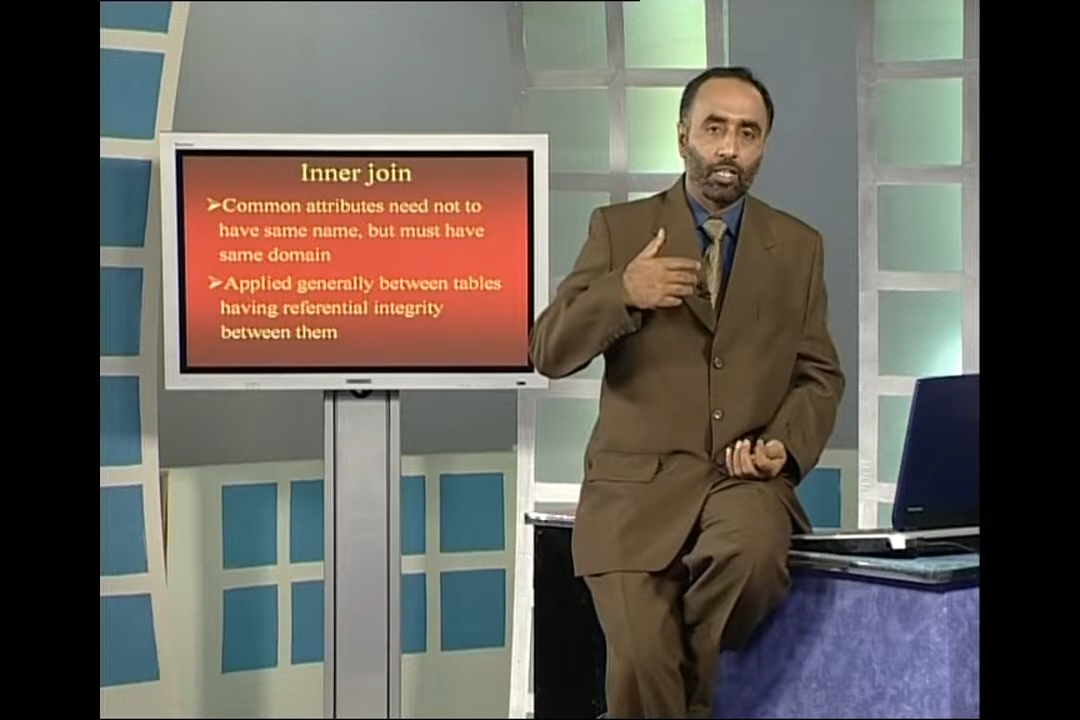 Inner join
➢Common attributes need not to
have same name, but must have
same domain
➢Applied generally between tables
having referential integrity
between them